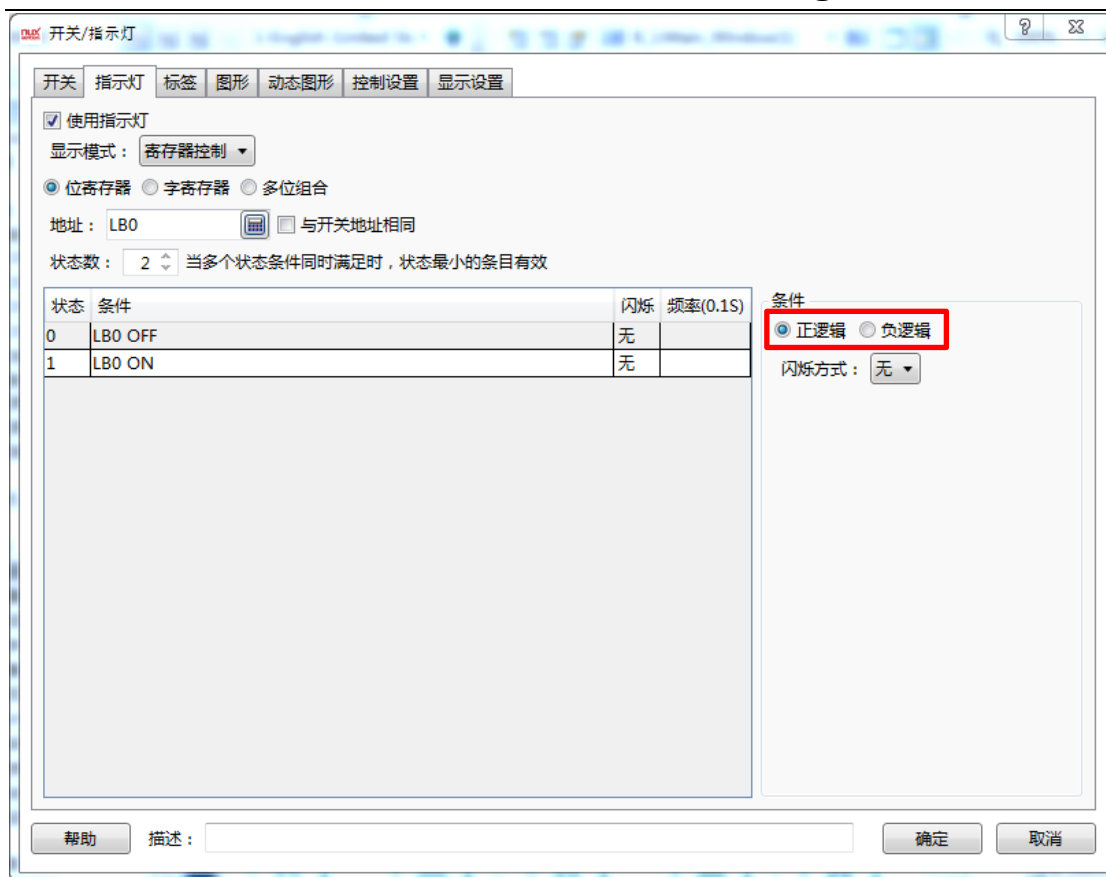 开关/指示灯
开关 指示灯 标签 图形 动态图形 控制设置 显示设置
使用指示灯
显示模式： 寄存器控制
位寄存器 字寄存器 多位组合
地址： LB0 与开关地址相同
状态数： 2 当多个状态条件同时满足时，状态最小的条目有效
状态 条件 闪烁 频率(0.1S)
0 LB0 OFF 无
1 LB0 ON 无
条件
正逻辑 负逻辑
闪烁方式： 无
帮助 描述： 确定 取消